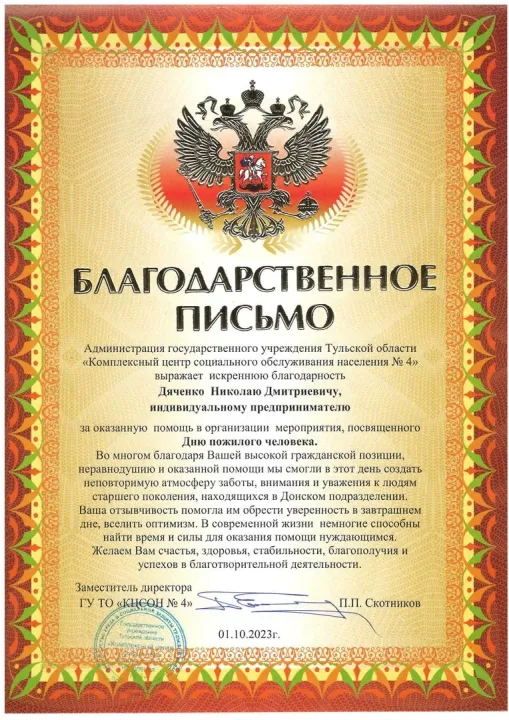 БЛАГОДАРСТВЕННОЕ
ПИСЬМО
Администрация государственного учреждения Тульской области
«Комплексный центр социального обслуживания населения № 4»
выражает искреннюю благодарность
Дяченко Николаю Дмитриевичу,
индивидуальному предпринимателю
за оказанную помощь в организации мероприятия, посвященного
Дню пожилого человека.
Во многом благодаря Вашей высокой гражданской позиции,
неравнодушию и оказанной помощи мы смогли в этот день создать
неповторимую атмосферу заботы, внимания и уважения к людям
старшего поколения, находящихся в Донском подразделении.
Ваша отзывчивость помогла им обрести уверенность в завтрашнем
дне, вселить оптимизм. В современной жизни немногие способны
найти время и силы для оказания помощи нуждающимся.
Желаем Вам счастья, здоровья, стабильности, благополучия и
успехов в благотворительной деятельности.
Заместитель директора
ГУ ТО «КЦСОН № 4» П.П. Скотников
01.10.2023г.
Государственное
учреждение
Тульской области